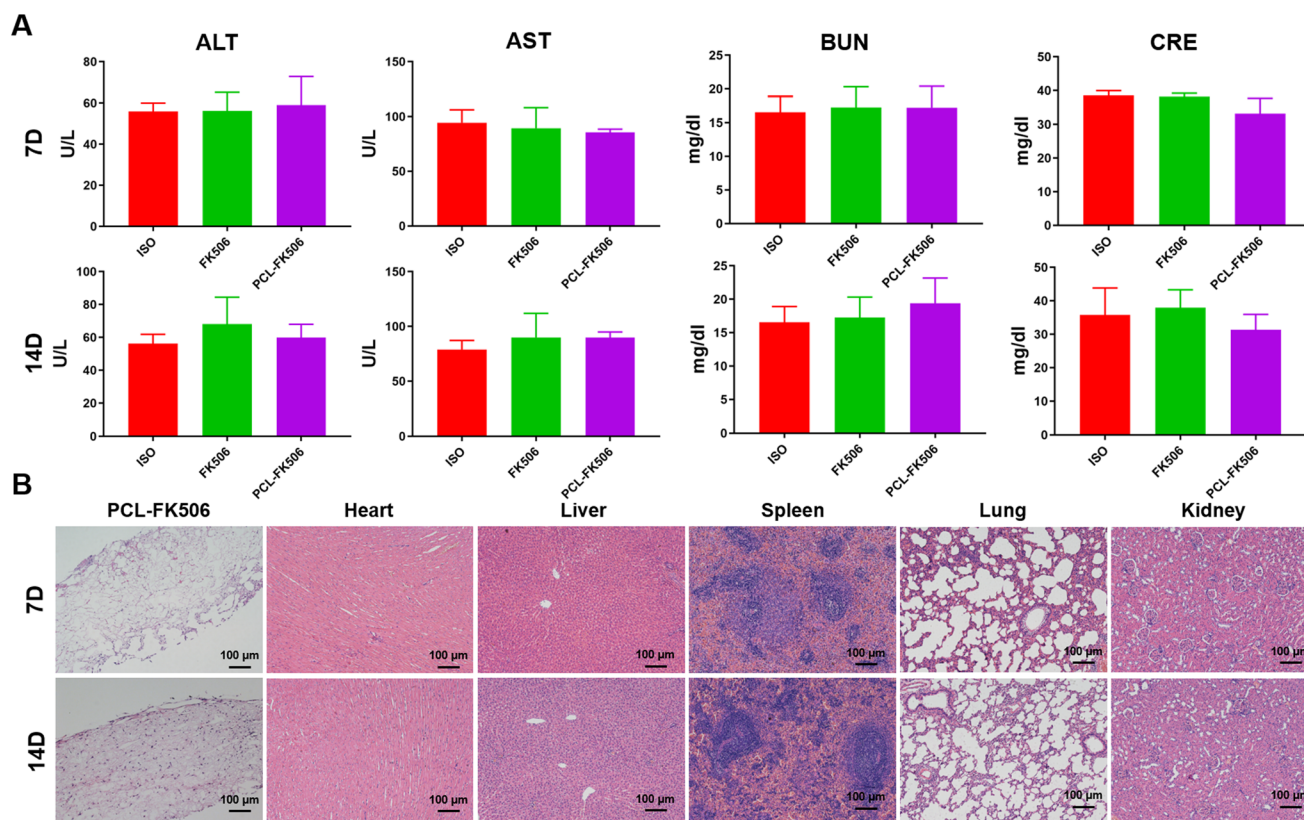 A
ALT
AST
BUN
CRE
7D
U/L
80
60
40
20
0
ISO
FK506
PCL-FK506
U/L
150
100
50
0
ISO
FK506
PCL-FK506
mg/dl
25
20
15
10
5
0
ISO
FK506
PCL-FK506
mg/dl
50
40
30
20
10
0
ISO
FK506
PCL-FK506
14D
U/L
100
80
60
40
20
0
ISO
FK506
PCL-FK506
U/L
150
100
50
0
ISO
FK506
PCL-FK506
mg/dl
25
20
15
10
5
0
ISO
FK506
PCL-FK506
mg/dl
50
40
30
20
10
0
ISO
FK506
PCL-FK506
B
PCL-FK506
Heart
Liver
Spleen
Lung
Kidney
7D
100 μm
100 μm
100 μm
100 μm
100 μm
100 μm
14D
100 μm
100 μm
100 μm
100 μm
100 μm
100 μm